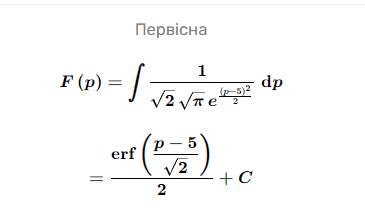 Первісна
F (p) = ∫ 1 / (√2 √π e^((p−5)²/2)) dp
= erf((p − 5)/√2) / 2 + C